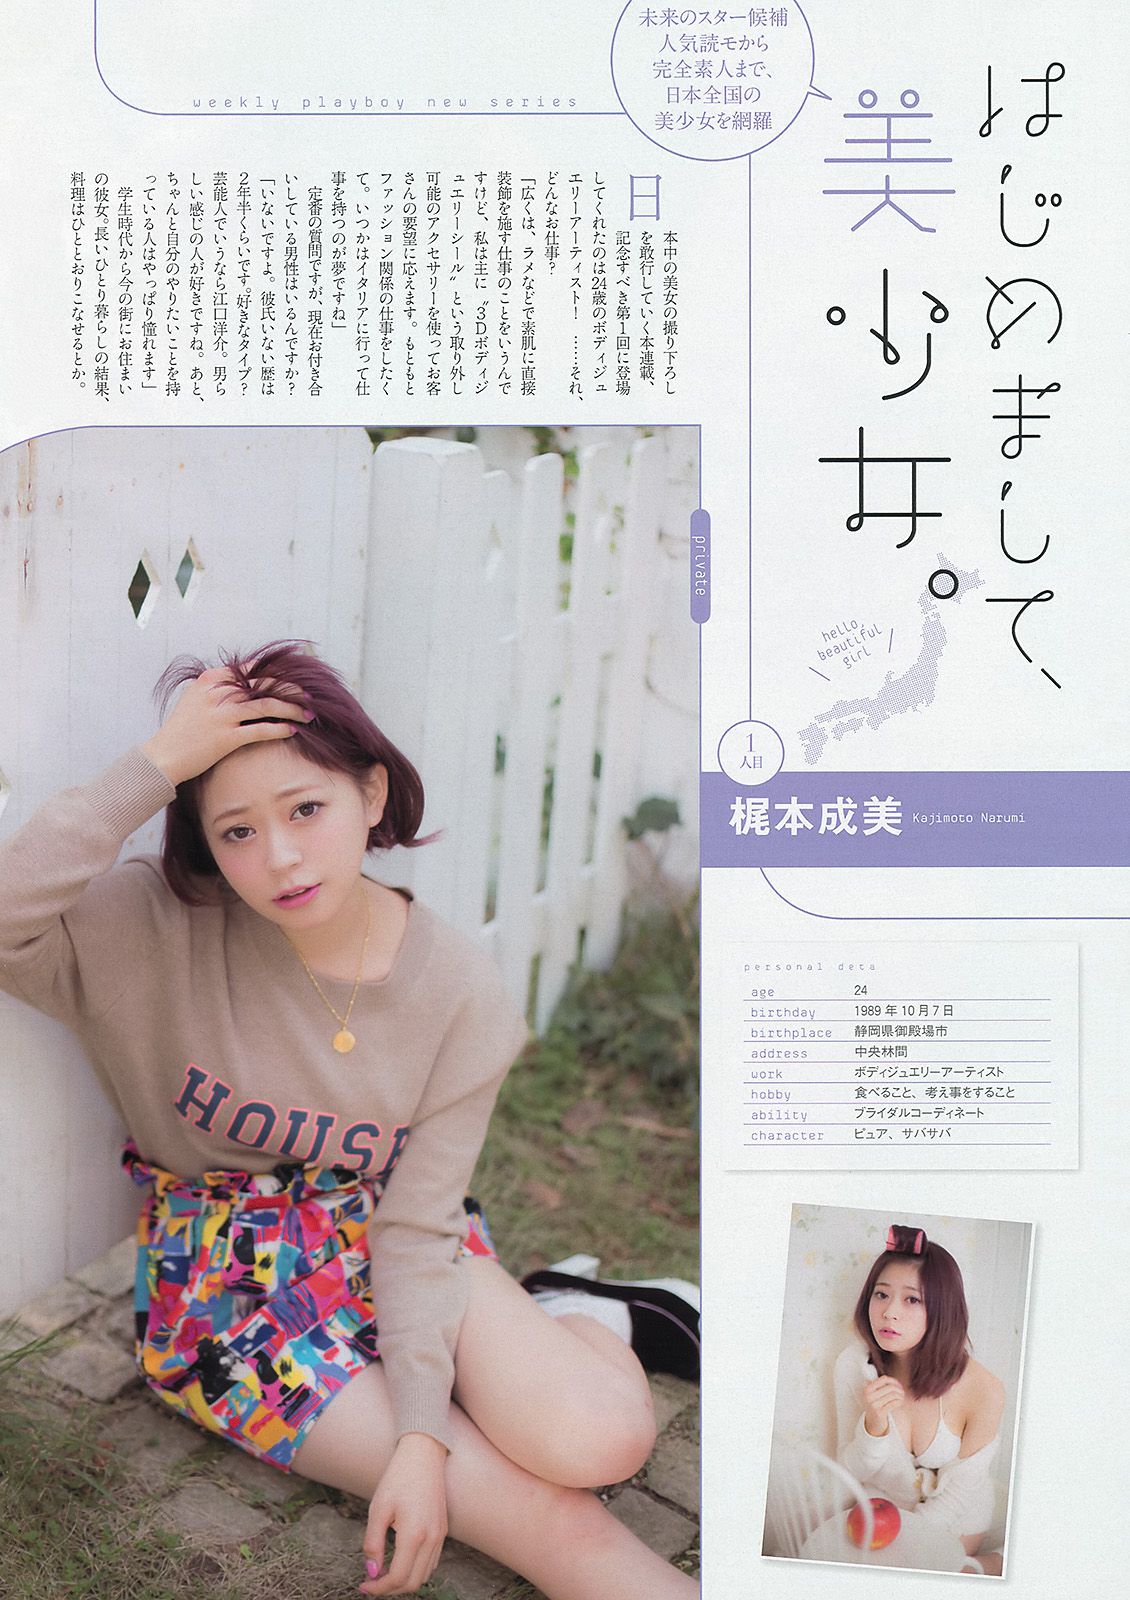 はじめまして、
美少女。
未来のスター候補
人気読モから
完全素人まで、
日本全国の
美少女を網羅
weekly playboy new series
hello,
beautiful
girl
日本中の美女の撮り下ろし
を敢行していく本連載、
記念すべき第1回に登場
してくれたのは24歳のボディジュ
エリーアーティスト! ……それ、
どんなお仕事?
「広くは、ラメなどで素肌に直接
装飾を施す仕事のことをいうんで
すけど、私は主に〝3Dボディジ
ュエリーシール〟という取り外し
可能のアクセサリーを使ってお客
さんの要望に応えます。もともと
ファッション関係の仕事をしたく
て。いつかはイタリアに行って仕
事を持つのが夢ですね」
定番の質問ですが、現在お付き合
いしている男性はいるんですか?
「いないですよ。彼氏いない歴は
2年半くらいです。好きなタイプ?
芸能人でいうなら江口洋介。男ら
しい感じの人が好きですね。あと、
ちゃんと自分のやりたいことを持
っている人はやっぱり憧れます」
学生時代から今の街にお住まい
の彼女。長いひとり暮らしの結果、
料理はひととおりこなせるとか。
private
1
人目
梶本成美 Kajimoto Narumi
personal deta
age 24
birthday 1989年10月7日
birthplace 静岡県御殿場市
address 中央林間
work ボディジュエリーアーティスト
hobby 食べること、考え事をすること
ability ブライダルコーディネート
character ピュア、サバサバ
HOUSE